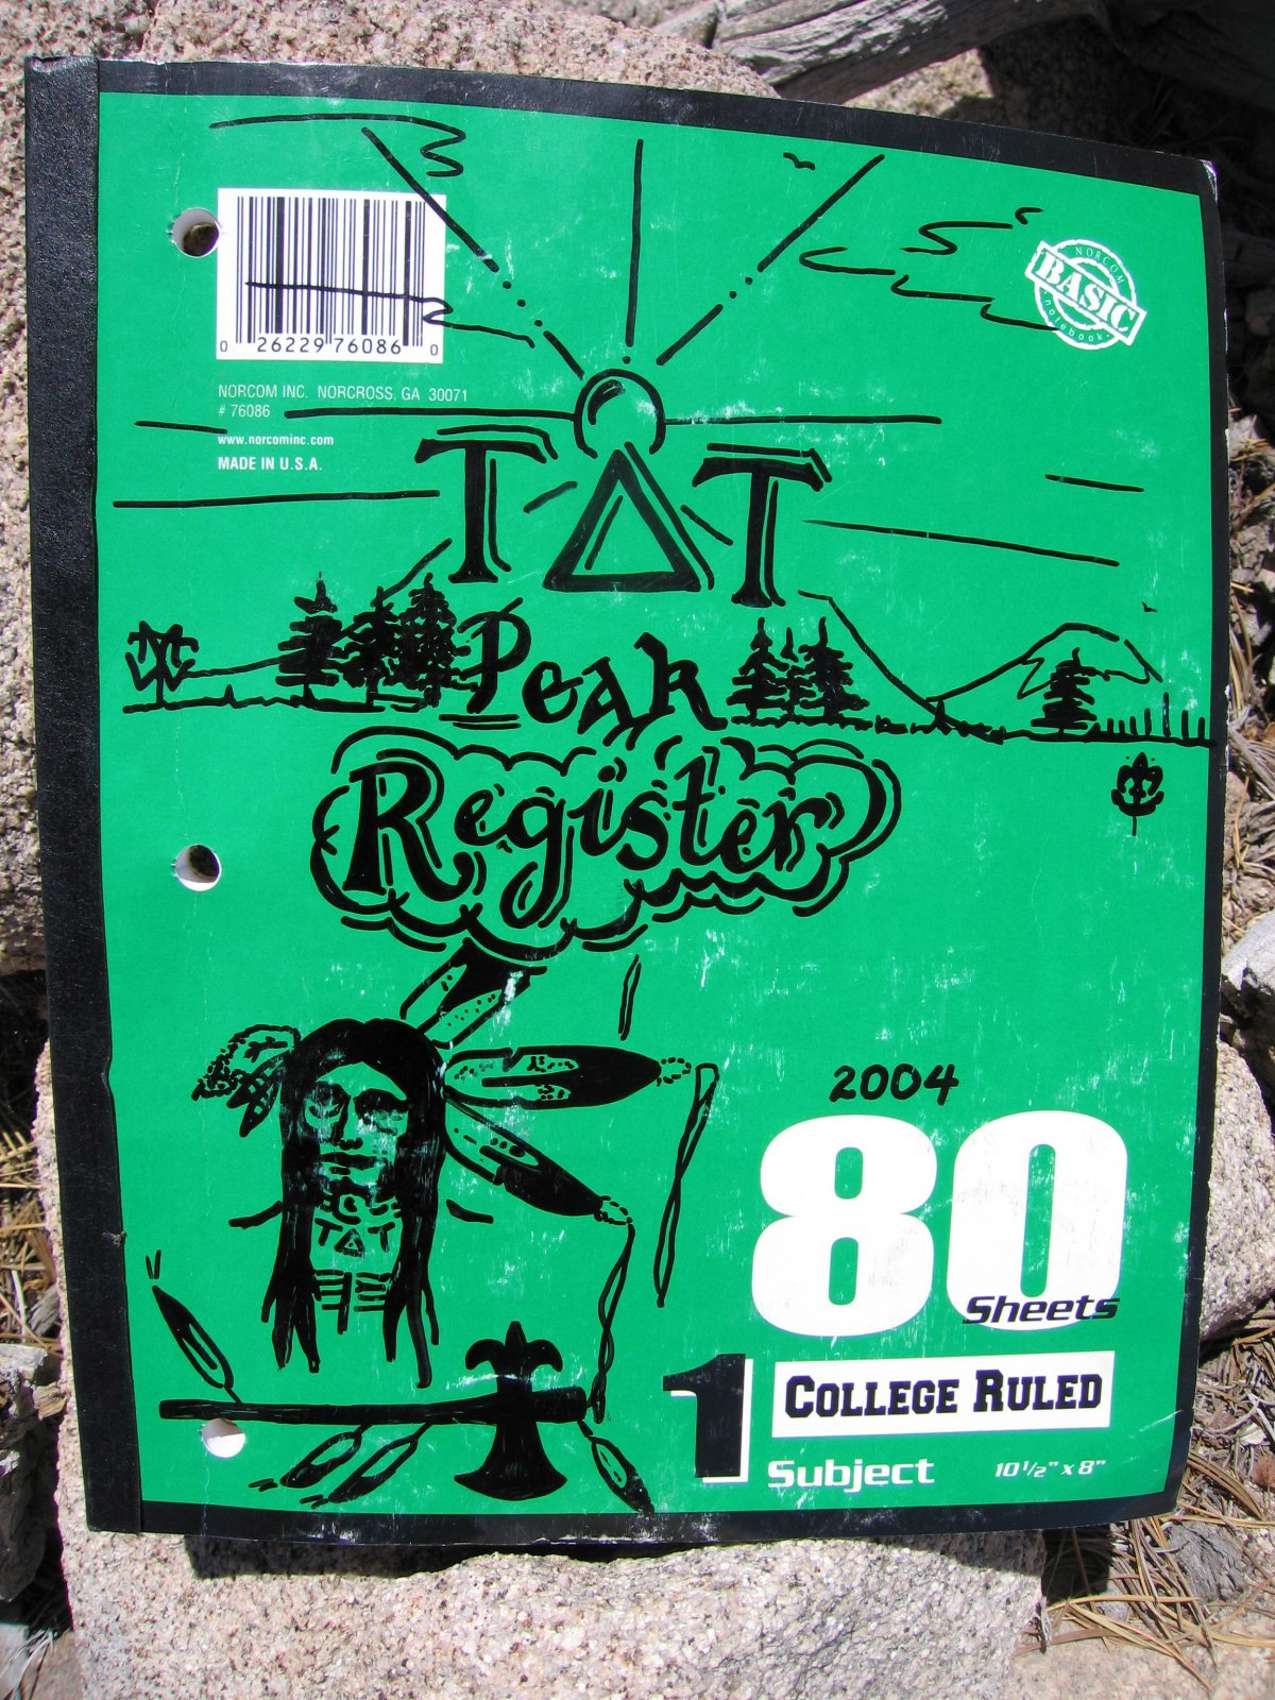 NORCOM
BASIC
notebook
0 26229 76086 0
NORCOM INC. NORCROSS, GA 30071
# 76086
www.norcominc.com
MADE IN U.S.A.
TΔT
Peak
Register
TΔT
2004
80
Sheets
1 COLLEGE RULED
Subject 10 1/2" x 8"